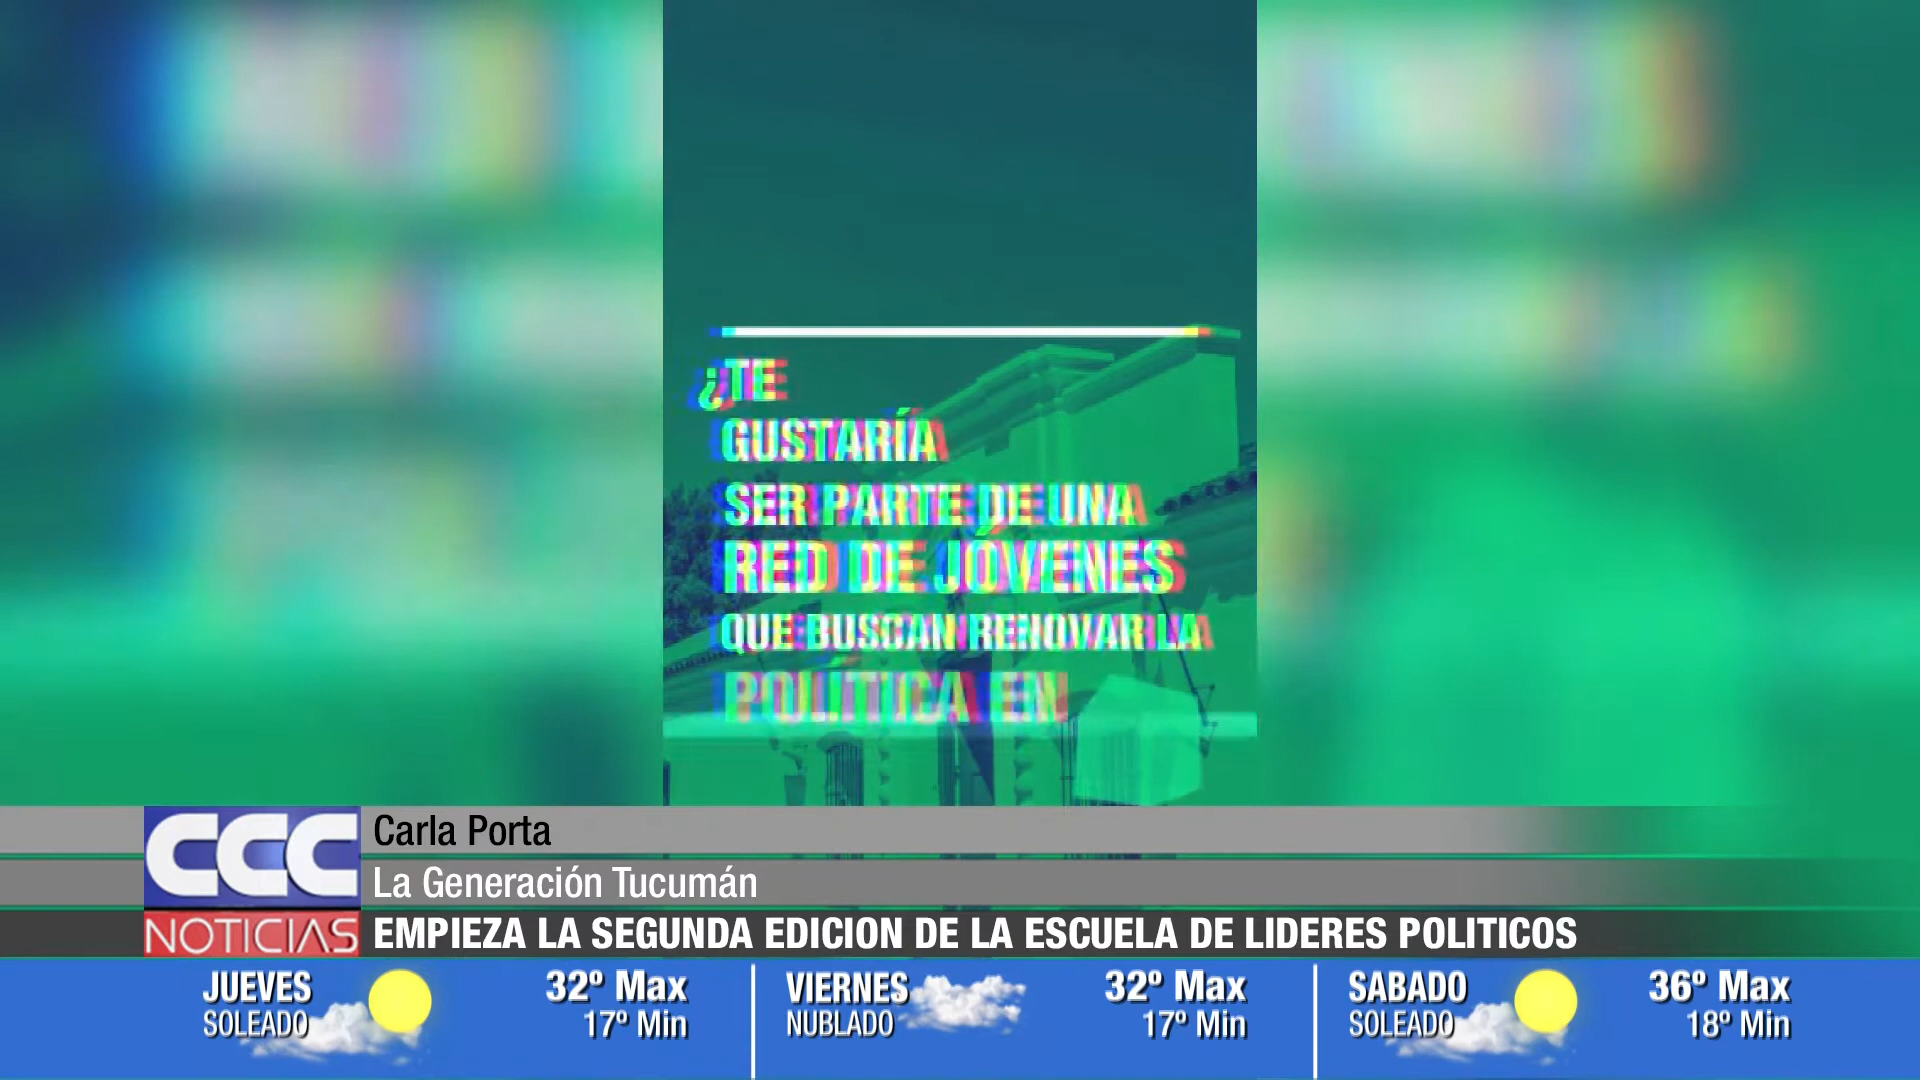 ¿TE
GUSTARÍA
SER PARTE DE UNA
RED DE JÓVENES
QUE BUSCAN RENOVAR LA
POLÍTICA EN
CCC
NOTICIAS
Carla Porta
La Generación Tucumán
EMPIEZA LA SEGUNDA EDICION DE LA ESCUELA DE LIDERES POLITICOS
JUEVES
SOLEADO
32º Max
17º Min
VIERNES
NUBLADO
32º Max
17º Min
SABADO
SOLEADO
36º Max
18º Min